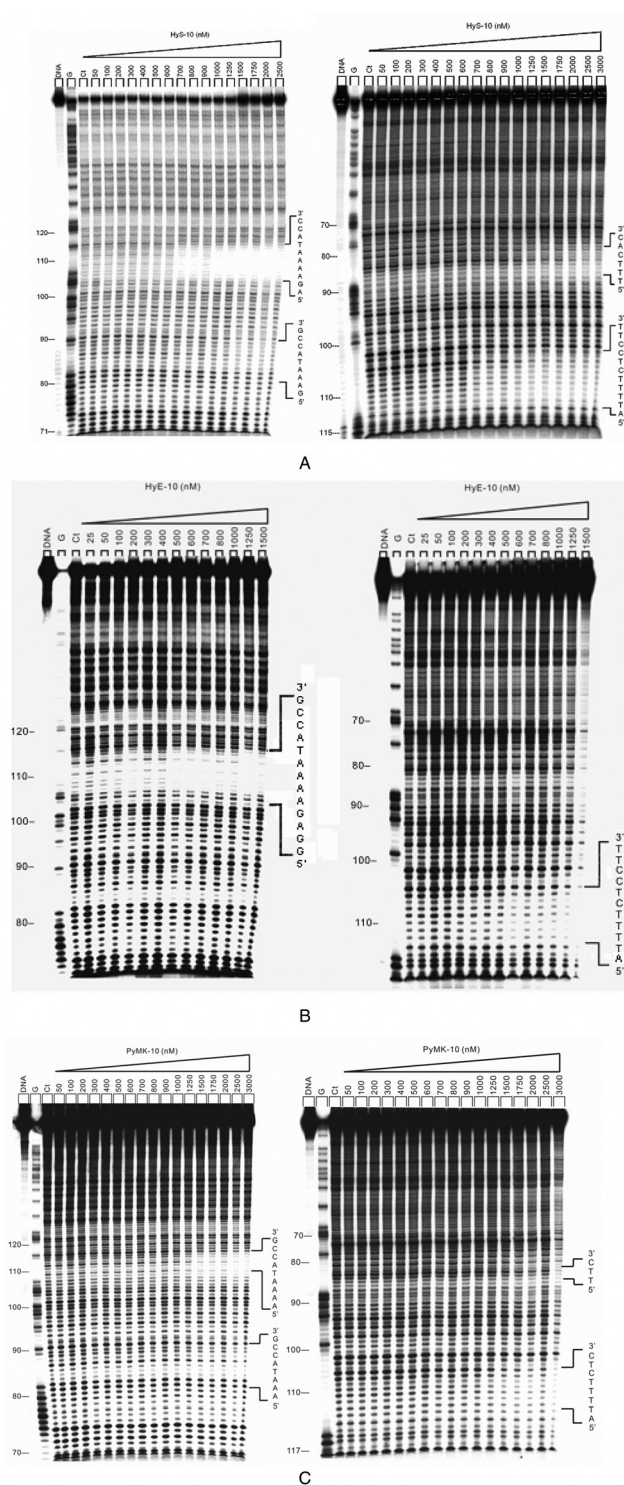 HyS-10 (nM)
DNA
G
Ct
50
100
200
300
400
500
600
700
800
900
1000
1250
1500
1750
2000
2500
120
110
100
90
80
71
3'
C
C
A
T
A
A
A
A
G
A
5'
3'
G
C
C
A
T
A
A
A
G
5'
HyS-10 (nM)
DNA
G
Ct
50
100
200
300
400
500
600
700
800
900
1000
1250
1500
1750
2000
2500
3000
70
80
90
100
110
115
3'
C
A
C
T
T
T
5'
3'
T
T
C
C
T
C
T
T
T
T
A
5'
A
HyE-10 (nM)
DNA
G
Ct
25
50
100
200
300
400
500
600
700
800
1000
1250
1500
120
110
100
90
80
3'
G
C
C
A
T
A
A
A
A
G
A
G
G
5'
HyE-10 (nM)
DNA
G
Ct
25
50
100
200
300
400
500
600
700
800
1000
1250
1500
70
80
90
100
110
3'
T
T
C
C
T
C
T
T
T
T
A
5'
B
PyMK-10 (nM)
DNA
G
Ct
50
100
200
300
400
500
600
700
800
900
1000
1250
1500
1750
2000
2500
3000
120
110
100
90
80
70
3'
G
C
C
A
T
A
A
A
A
5'
3'
G
C
C
A
T
A
A
A
5'
PyMK-10 (nM)
DNA
G
Ct
50
100
200
300
400
500
600
700
800
900
1000
1250
1500
1750
2000
2500
3000
70
80
90
100
110
117
3'
C
T
T
5'
3'
C
T
C
T
T
T
T
A
5'
C